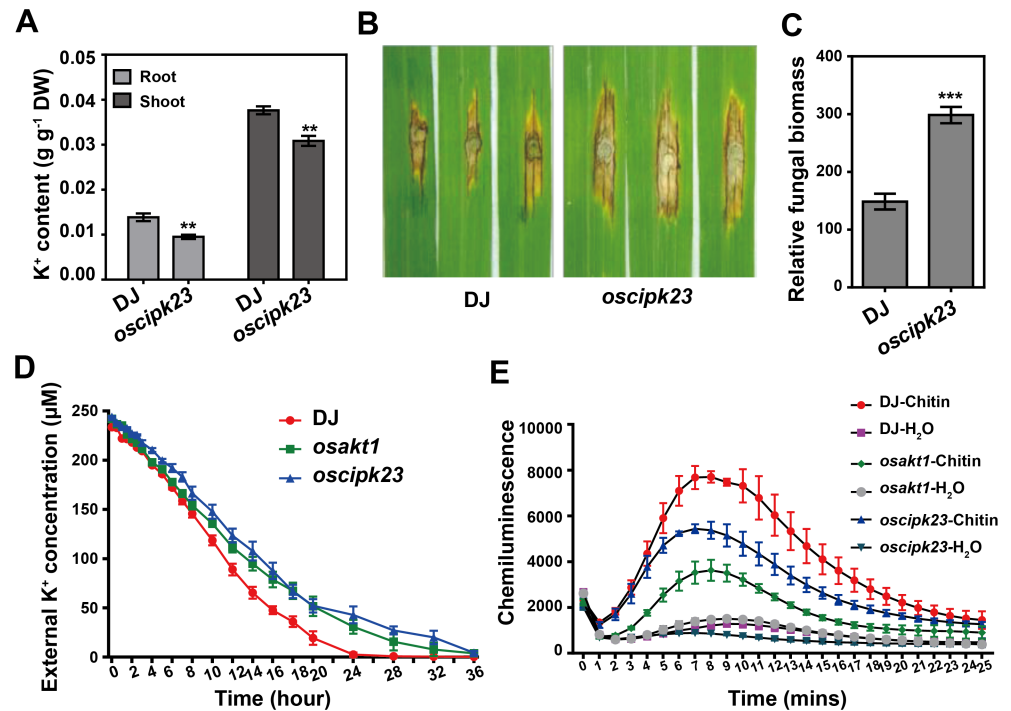 A
K⁺ content (g g⁻¹ DW)
0.05
0.04
0.03
0.02
0.01
0.00
Root
Shoot
**
**
DJ
oscipk23
DJ
oscipk23
B
DJ
oscipk23
C
Relative fungal biomass
400
300
200
100
0
***
DJ
oscipk23
D
External K⁺ concentration (µM)
250
200
150
100
50
0
DJ
osakt1
oscipk23
0 2 4 6 8 10 12 14 16 18 20 24 28 32 36
Time (hour)
E
Chemiluminescence
10000
8000
6000
4000
2000
0
DJ-Chitin
DJ-H₂O
osakt1-Chitin
osakt1-H₂O
oscipk23-Chitin
oscipk23-H₂O
0 1 2 3 4 5 6 7 8 9 10 11 12 13 14 15 16 17 18 19 20 21 22 23 24 25
Time (mins)